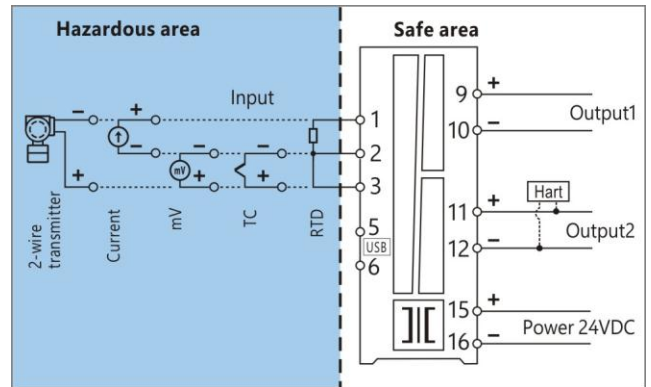 Hazardous area
Safe area
Input
− + 1
− − − 2
+ + + 3
mV
2-wire
transmitter
Current
mV
TC
RTD
5
USB
6
9 +
Output1
10 −
Hart
11 +
Output2
12 −
15 +
Power 24VDC
16 −